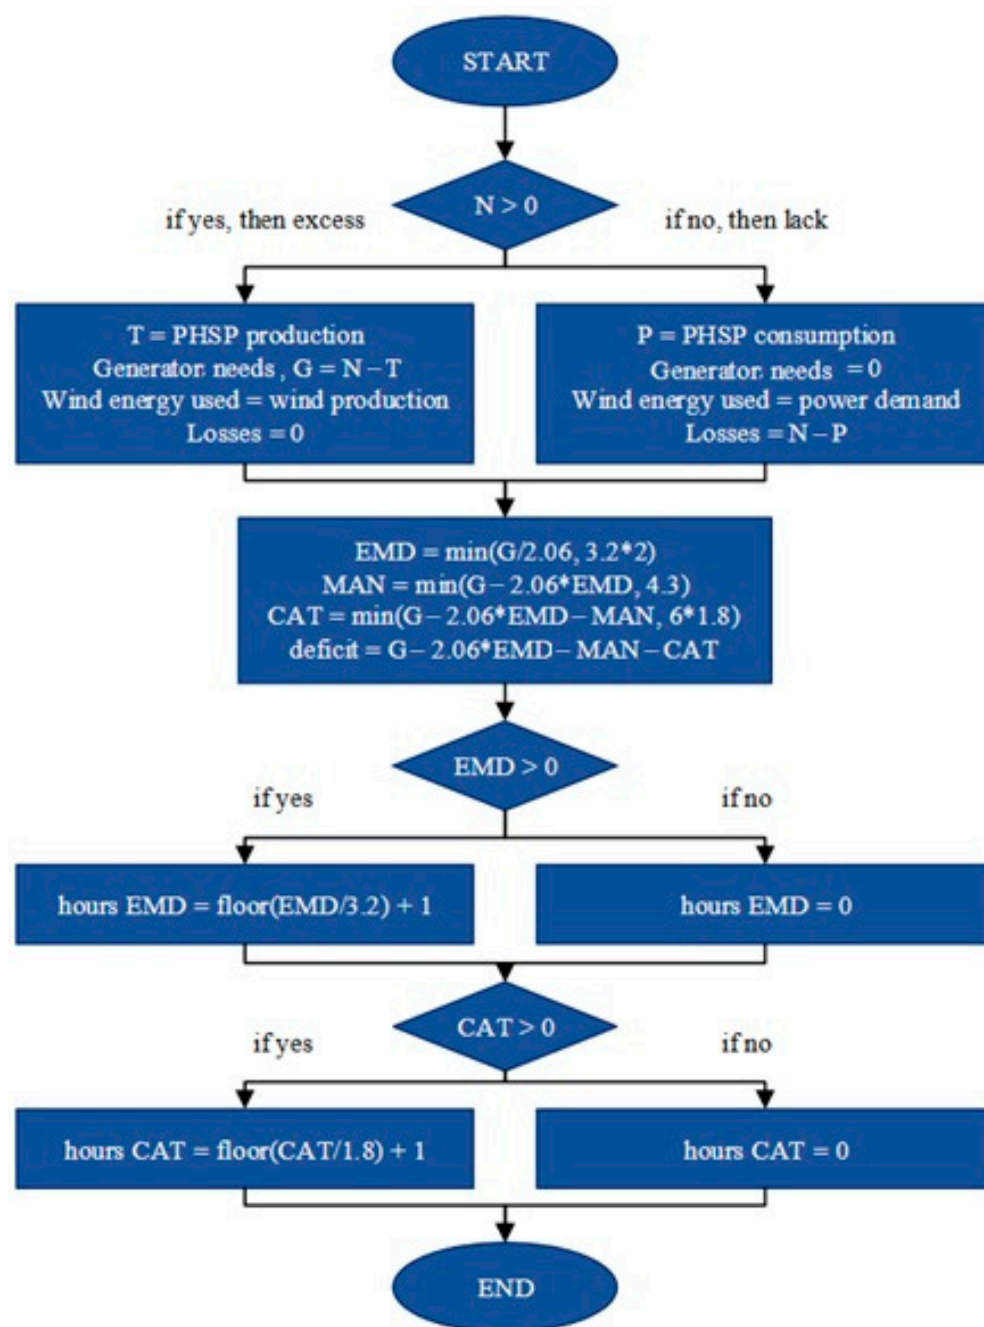 START
N > 0
if yes, then excess
if no, then lack
T = PHSP production
Generator needs , G = N – T
Wind energy used = wind production
Losses = 0
P = PHSP consumption
Generator needs = 0
Wind energy used = power demand
Losses = N – P
EMD = min(G/2.06, 3.2*2)
MAN = min(G – 2.06*EMD, 4.3)
CAT = min(G – 2.06*EMD – MAN, 6*1.8)
deficit = G – 2.06*EMD – MAN – CAT
EMD > 0
if yes
if no
hours EMD = floor(EMD/3.2) + 1
hours EMD = 0
CAT > 0
if yes
if no
hours CAT = floor(CAT/1.8) + 1
hours CAT = 0
END